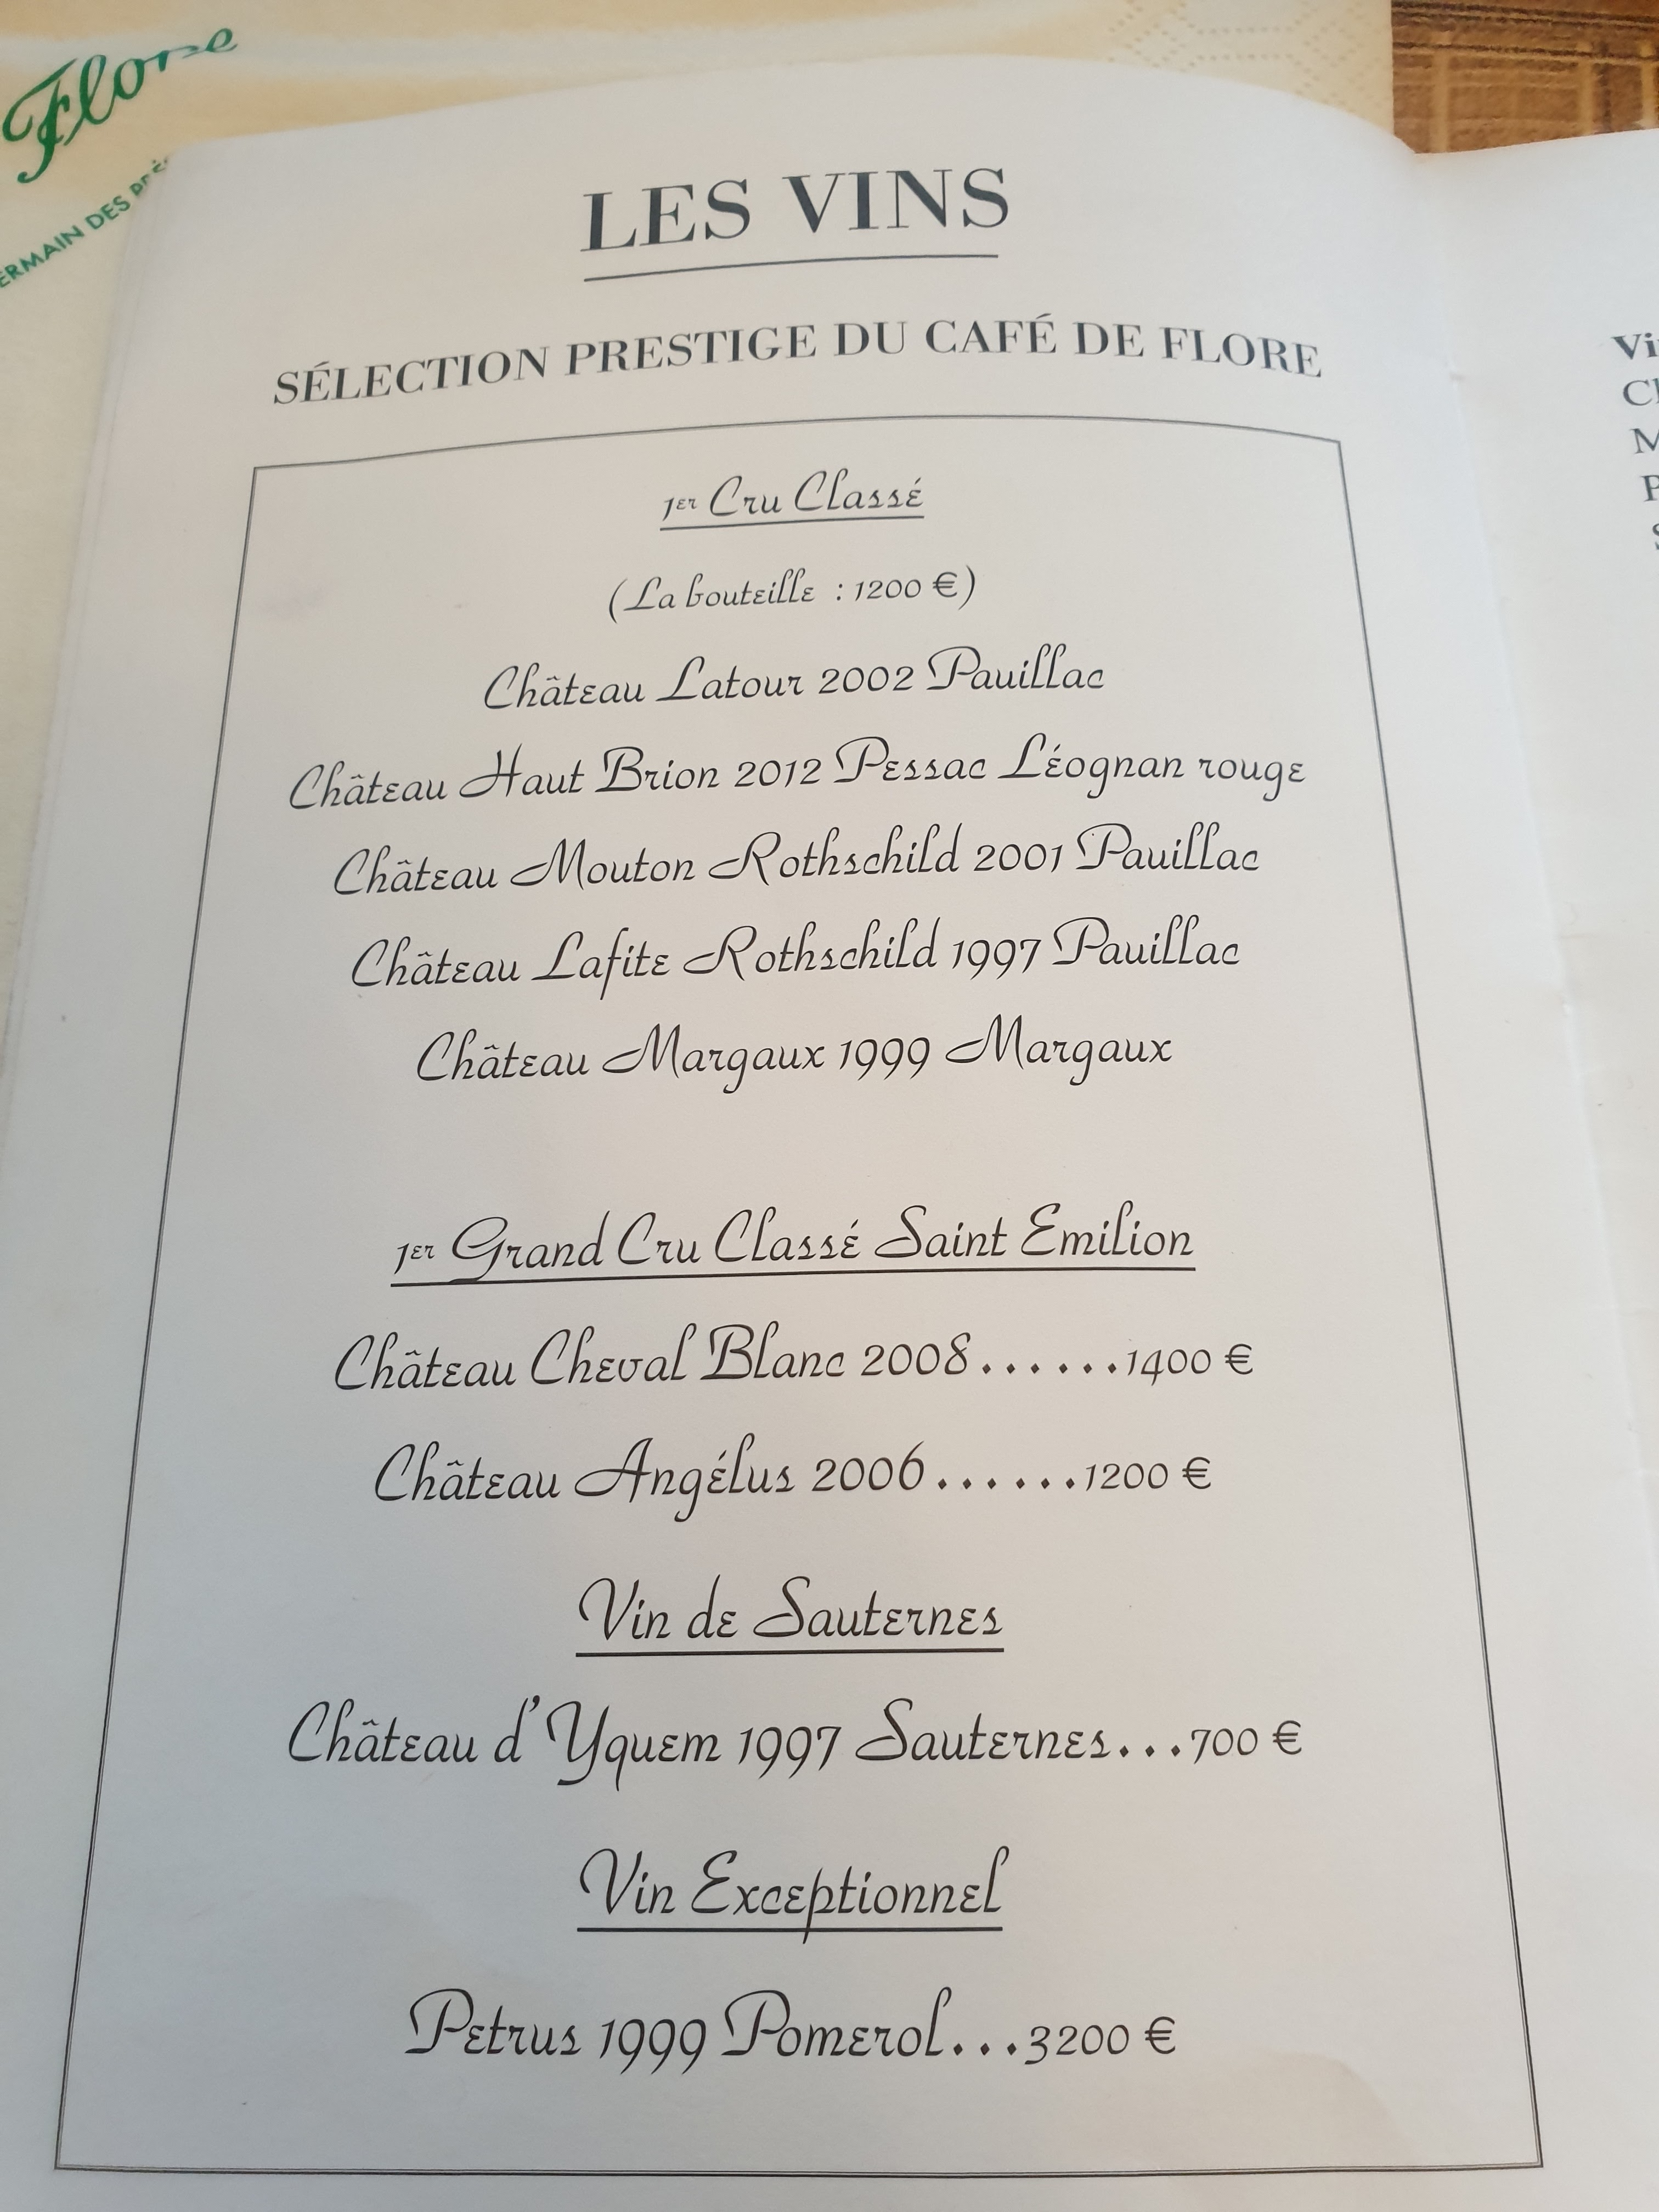 Flore
LES VINS
SÉLECTION PRESTIGE DU CAFÉ DE FLORE
1er Cru Classé
(La bouteille : 1200 €)
Château Latour 2002 Pauillac
Château Haut Brion 2012 Pessac Léognan rouge
Château Mouton Rothschild 2001 Pauillac
Château Lafite Rothschild 1997 Pauillac
Château Margaux 1999 Margaux
1er Grand Cru Classé Saint Emilion
Château Cheval Blanc 2008......1400 €
Château Angélus 2006......1200 €
Vin de Sauternes
Château d'Yquem 1997 Sauternes...700 €
Vin Exceptionnel
Petrus 1999 Pomerol...3200 €